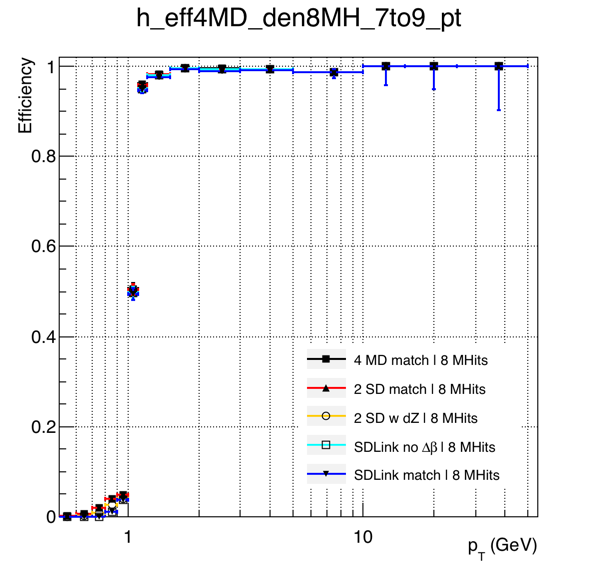 h_eff4MD_den8MH_7to9_pt
Efficiency
1
0.8
0.6
0.4
0.2
0
4 MD match | 8 MHits
2 SD match | 8 MHits
2 SD w dZ | 8 MHits
SDLink no Δβ | 8 MHits
SDLink match | 8 MHits
1
10
p_T (GeV)